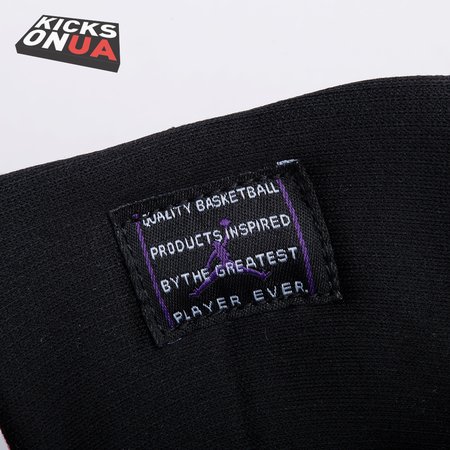 KICKS
ONUA
QUALITY BASKETBALL
PRODUCTS INSPIRED
BY THE GREATEST
PLAYER EVER.